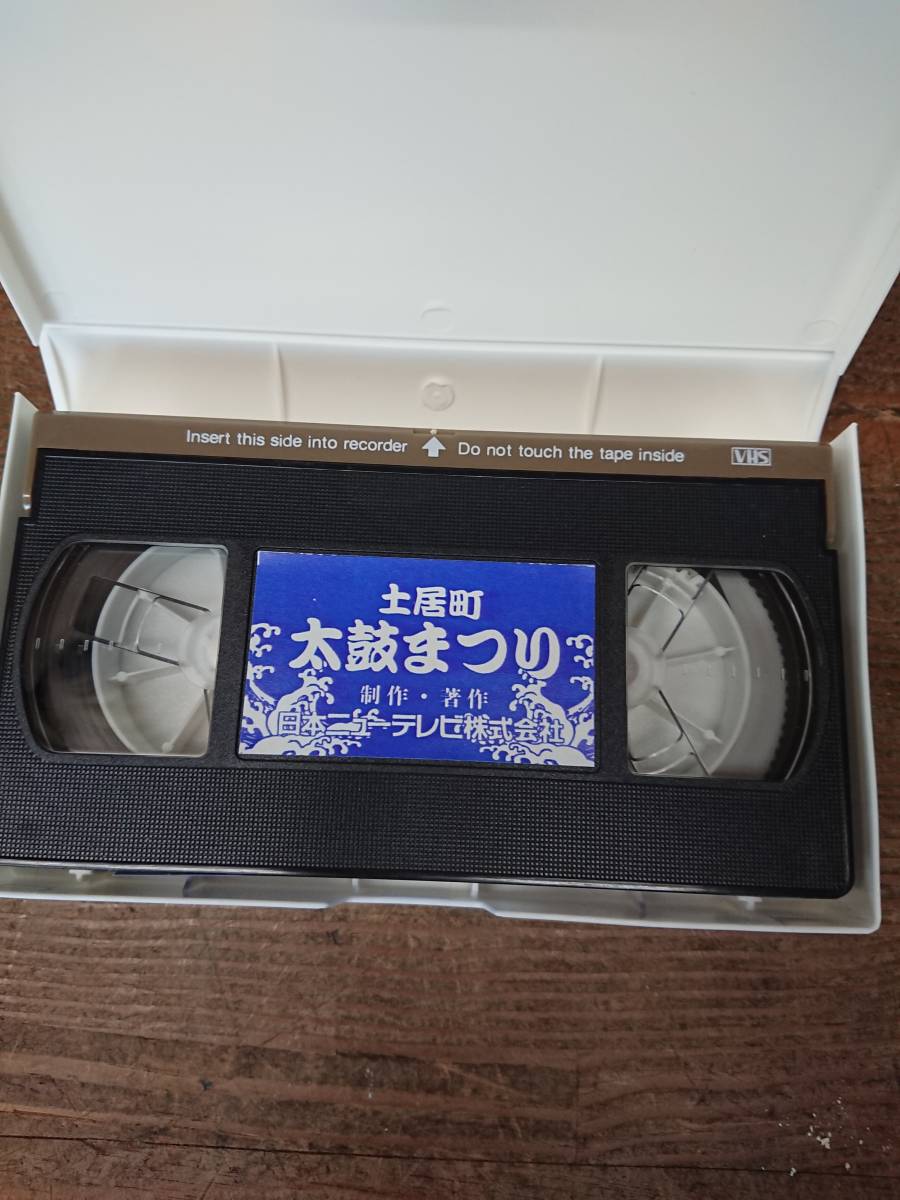 Insert this side into recorder Do not touch the tape inside VHS
土居町
太鼓まつり
制作・著作
日本ニューテレビ株式会社